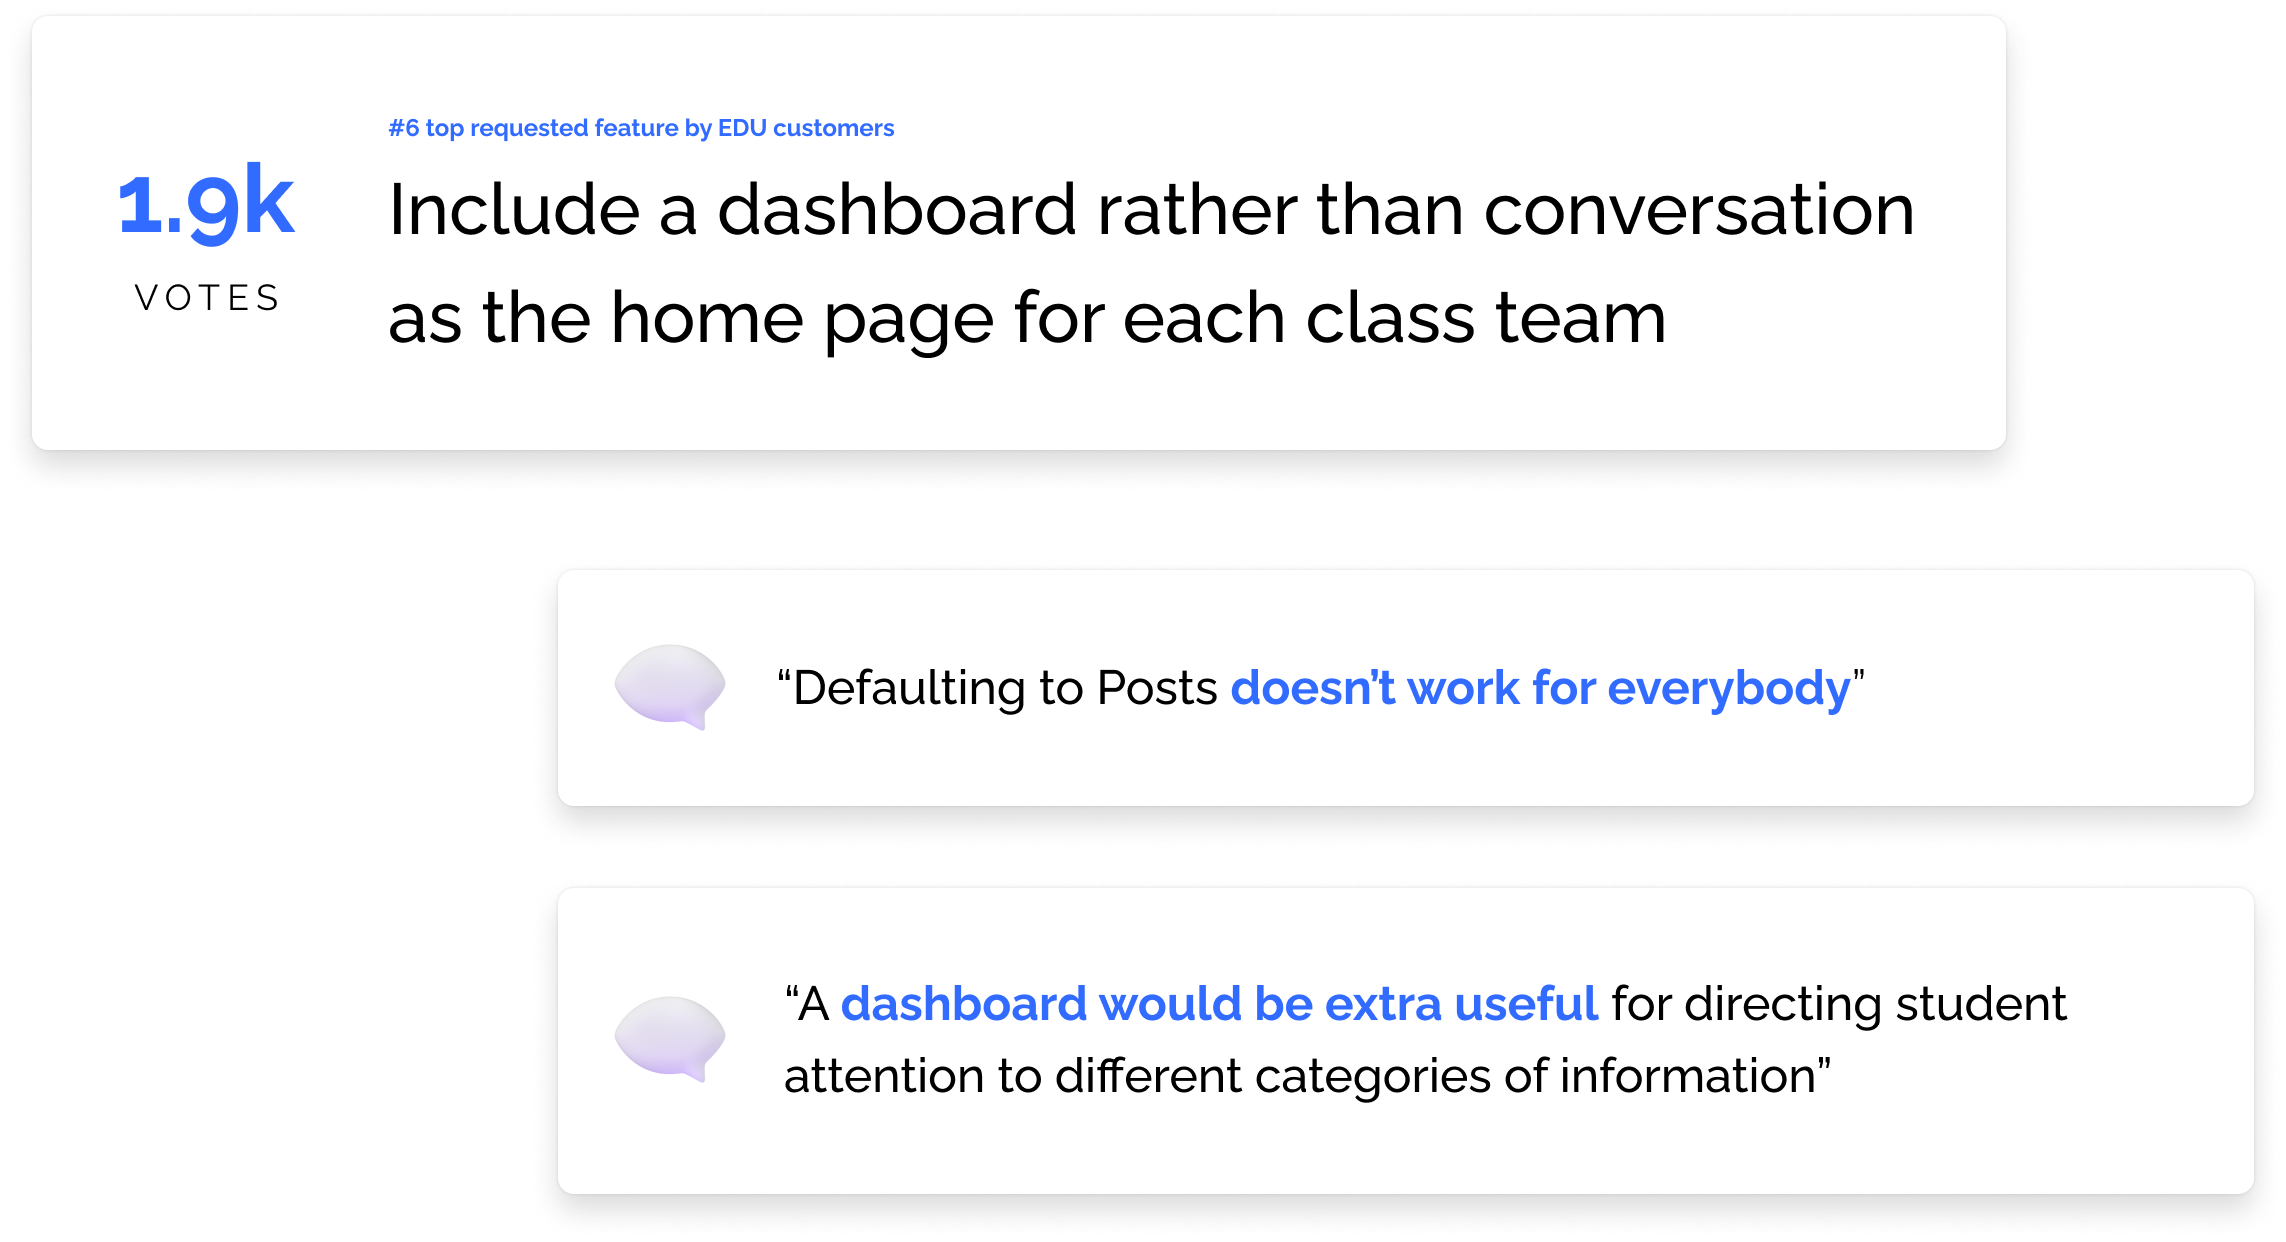 #6 top requested feature by EDU customers
1.9k
VOTES
Include a dashboard rather than conversation
as the home page for each class team
“Defaulting to Posts doesn’t work for everybody”
“A dashboard would be extra useful for directing student
attention to different categories of information”